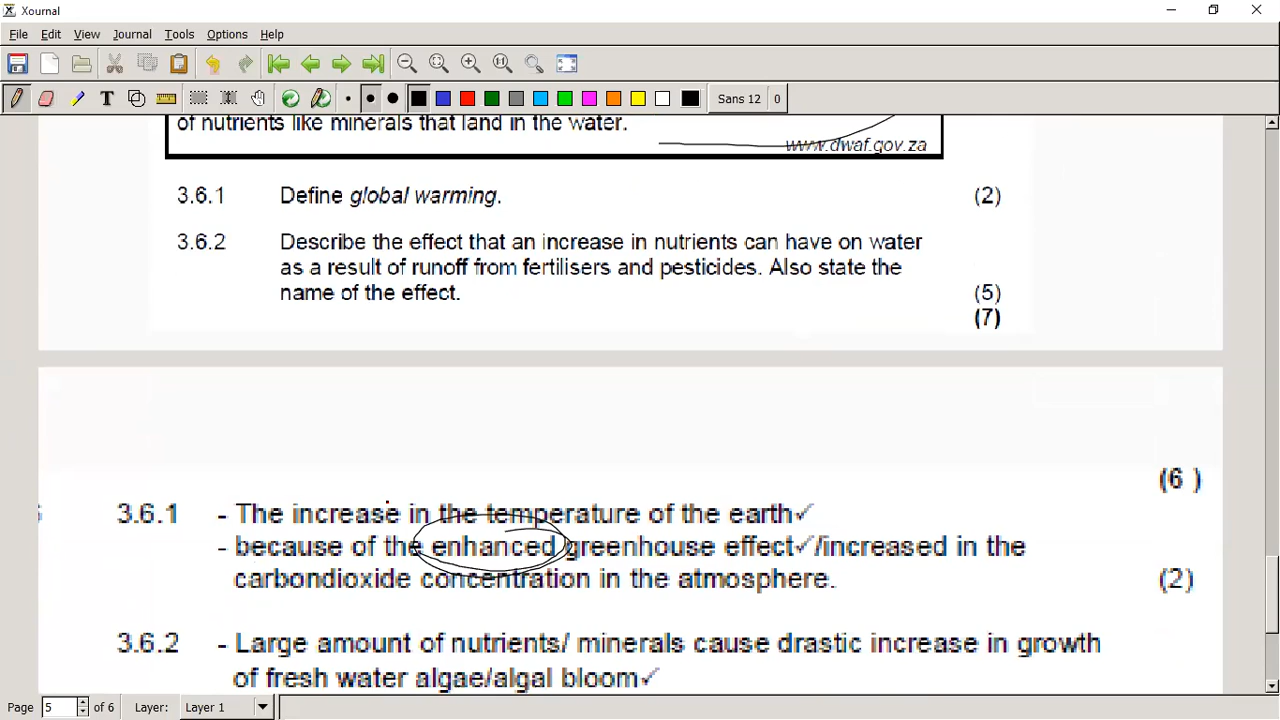 Xournal
File Edit View Journal Tools Options Help
Sans 12 0
of nutrients like minerals that land in the water.
www.dwaf.gov.za
3.6.1 Define global warming. (2)
3.6.2 Describe the effect that an increase in nutrients can have on water
as a result of runoff from fertilisers and pesticides. Also state the
name of the effect. (5)
(7)
(6 )
3.6.1 - The increase in the temperature of the earth✓
- because of the enhanced greenhouse effect✓/increased in the
carbondioxide concentration in the atmosphere. (2)
3.6.2 - Large amount of nutrients/ minerals cause drastic increase in growth
of fresh water algae/algal bloom✓
Page 5 of 6 Layer: Layer 1